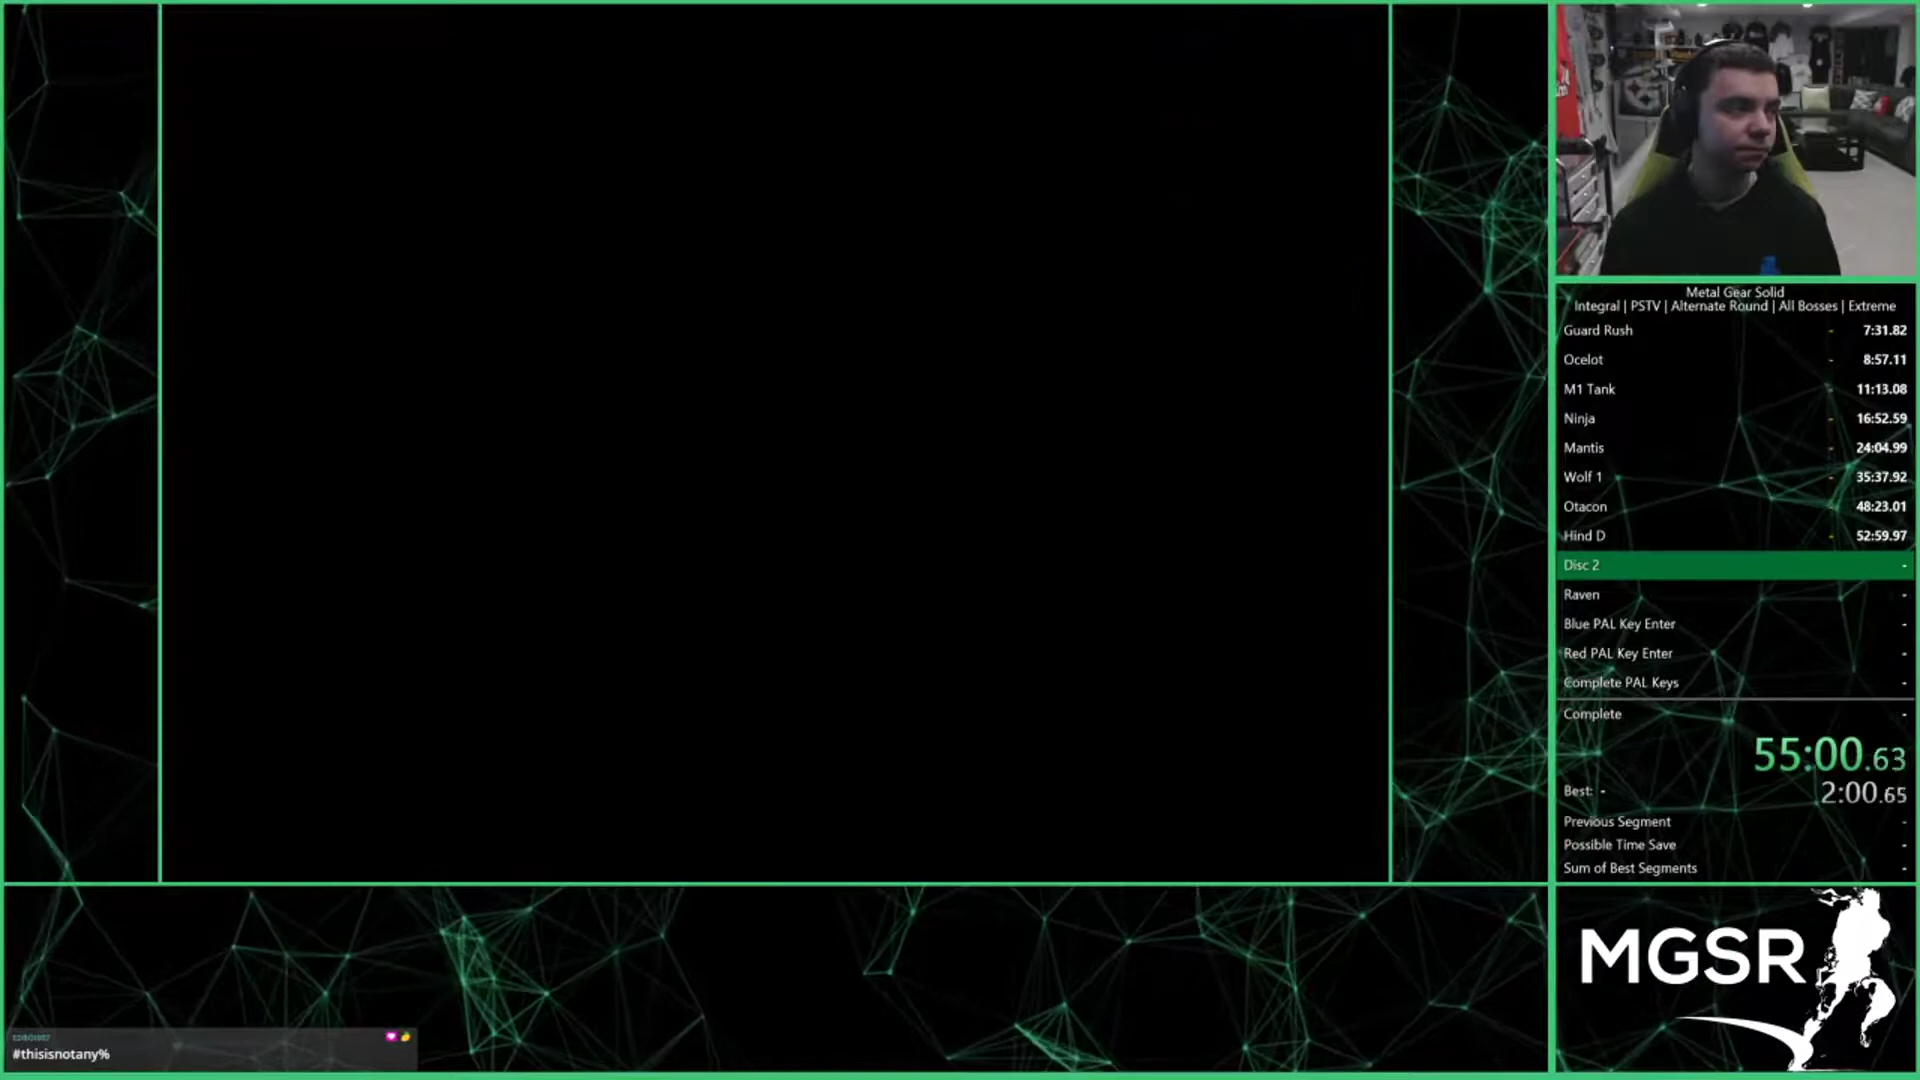 Metal Gear Solid
Integral | PSTV | Alternate Round | All Bosses | Extreme
Guard Rush - 7:31.82
Ocelot - 8:57.11
M1 Tank - 11:13.08
Ninja - 16:52.59
Mantis - 24:04.99
Wolf 1 - 35:37.92
Otacon - 48:23.01
Hind D - 52:59.97
Disc 2 -
Raven -
Blue PAL Key Enter -
Red PAL Key Enter -
Complete PAL Keys -
Complete -
55:00.63
Best: - 2:00.65
Previous Segment -
Possible Time Save -
Sum of Best Segments -
MGSR
#thisisnotany%